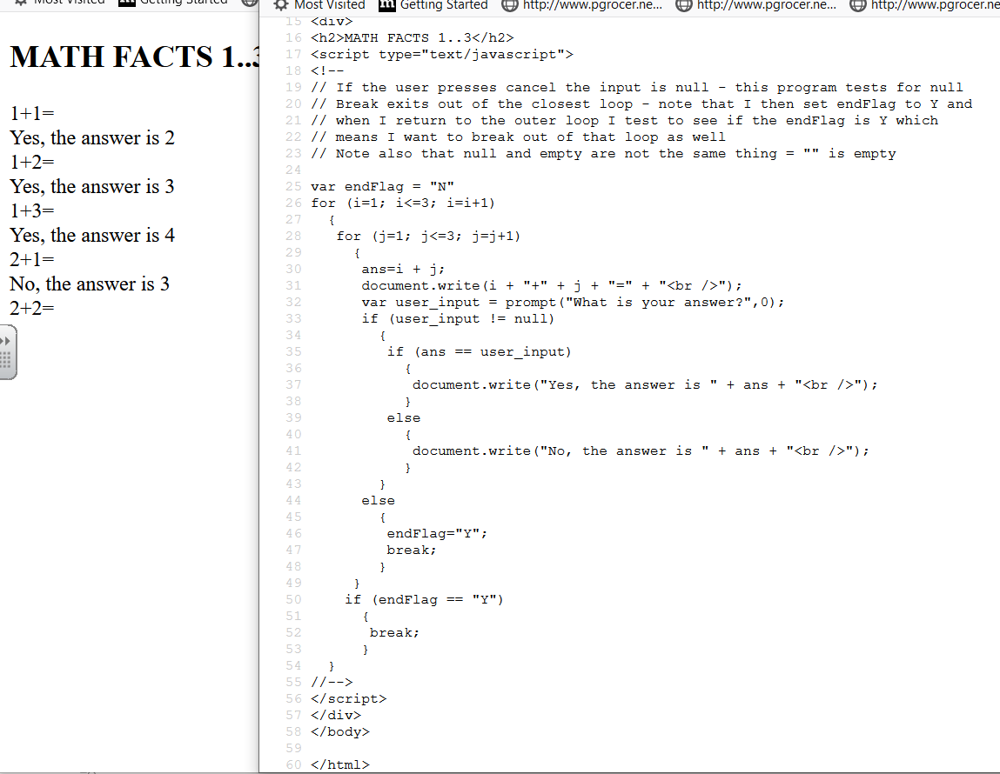 Most Visited Getting Started
MATH FACTS 1..3
1+1=
Yes, the answer is 2
1+2=
Yes, the answer is 3
1+3=
Yes, the answer is 4
2+1=
No, the answer is 3
2+2=
Most Visited m Getting Started http://www.pgrocer.ne... http://www.pgrocer.ne... http://www.pgrocer.ne
15 <div>
16 <h2>MATH FACTS 1..3</h2>
17 <script type="text/javascript">
18 <!--
19 // If the user presses cancel the input is null - this program tests for null
20 // Break exits out of the closest loop - note that I then set endFlag to Y and
21 // when I return to the outer loop I test to see if the endFlag is Y which
22 // means I want to break out of that loop as well
23 // Note also that null and empty are not the same thing = "" is empty
24
25 var endFlag = "N"
26 for (i=1; i<=3; i=i+1)
27 {
28 for (j=1; j<=3; j=j+1)
29 {
30 ans=i + j;
31 document.write(i + "+" + j + "=" + "<br />");
32 var user_input = prompt("What is your answer?",0);
33 if (user_input != null)
34 {
35 if (ans == user_input)
36 {
37 document.write("Yes, the answer is " + ans + "<br />");
38 }
39 else
40 {
41 document.write("No, the answer is " + ans + "<br />");
42 }
43 }
44 else
45 {
46 endFlag="Y";
47 break;
48 }
49 }
50 if (endFlag == "Y")
51 {
52 break;
53 }
54 }
55 //-->
56 </script>
57 </div>
58 </body>
59
60 </html>